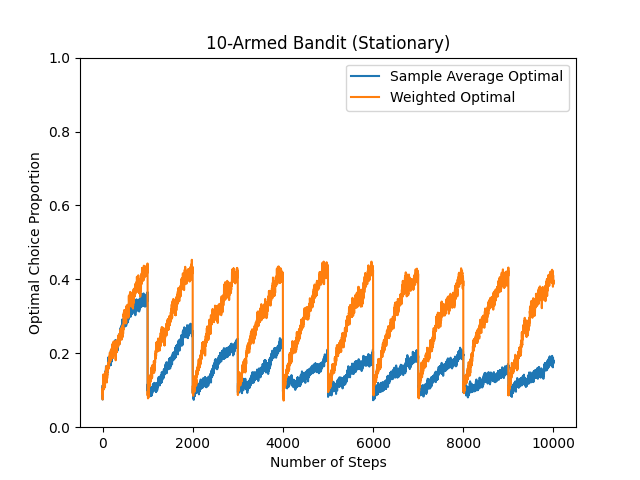 10-Armed Bandit (Stationary)
Sample Average Optimal
Weighted Optimal
Optimal Choice Proportion
1.0
0.8
0.6
0.4
0.2
0.0
0 2000 4000 6000 8000 10000
Number of Steps